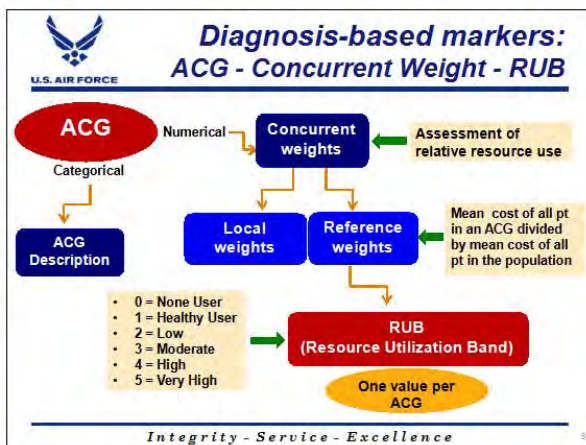 U.S. AIR FORCE
Diagnosis-based markers:
ACG - Concurrent Weight - RUB
ACG
Numerical
Categorical
Concurrent
weights
Assessment of
relative resource use
ACG
Description
Local
weights
Reference
weights
Mean cost of all pt
in an ACG divided
by mean cost of all
pt in the population
• 0 = None User
• 1 = Healthy User
• 2 = Low
• 3 = Moderate
• 4 = High
• 5 = Very High
RUB
(Resource Utilization Band)
One value per
ACG
Integrity - Service - Excellence